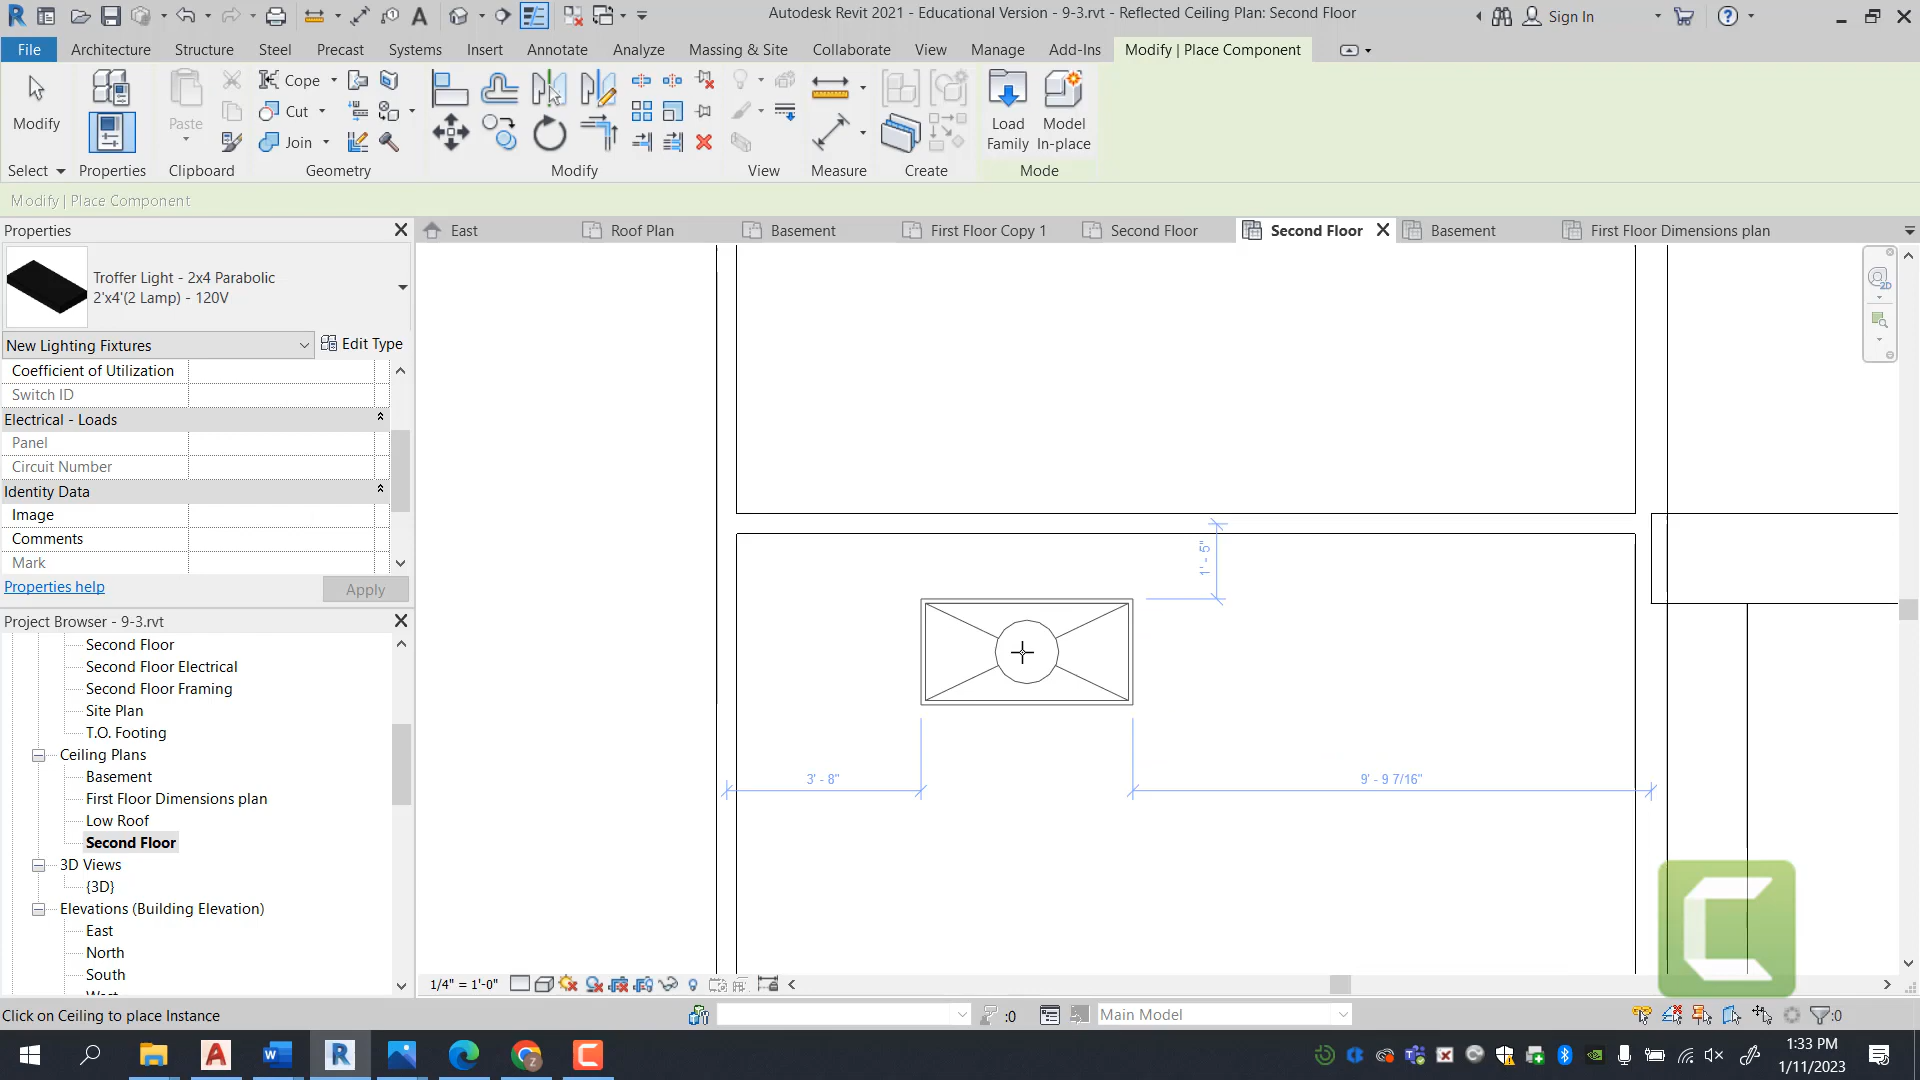 Autodesk Revit 2021 - Educational Version - 9-3.rvt - Reflected Ceiling Plan: Second Floor
Sign In
File Architecture Structure Steel Precast Systems Insert Annotate Analyze Massing & Site Collaborate View Manage Add-Ins Modify | Place Component
Modify
Paste
Cope
Cut
Join
Load Family
Model In-place
Select Properties Clipboard Geometry Modify View Measure Create Mode
Modify | Place Component
Properties
East Roof Plan Basement First Floor Copy 1 Second Floor Second Floor Basement First Floor Dimensions plan
Troffer Light - 2x4 Parabolic
2'x4'(2 Lamp) - 120V
New Lighting Fixtures
Edit Type
Coefficient of Utilization
Switch ID
Electrical - Loads
Panel
Circuit Number
Identity Data
Image
Comments
Mark
Properties help
Apply
Project Browser - 9-3.rvt
Second Floor
Second Floor Electrical
Second Floor Framing
Site Plan
T.O. Footing
Ceiling Plans
Basement
First Floor Dimensions plan
Low Roof
Second Floor
3D Views
{3D}
Elevations (Building Elevation)
East
North
South
1' - 5"
3' - 8"
9' - 9 7/16"
2D
1/4" = 1'-0"
Click on Ceiling to place Instance
:0
Main Model
:0
1:33 PM
1/11/2023